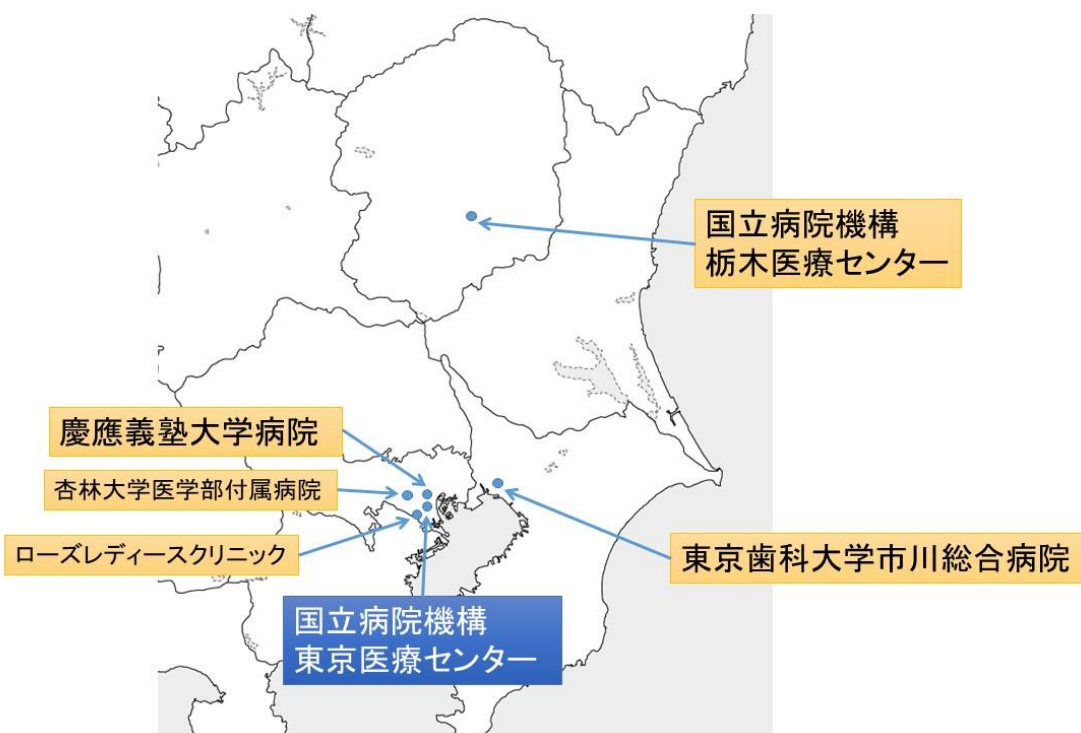 国立病院機構
栃木医療センター
慶應義塾大学病院
杏林大学医学部付属病院
ローズレディースクリニック
東京歯科大学市川総合病院
国立病院機構
東京医療センター